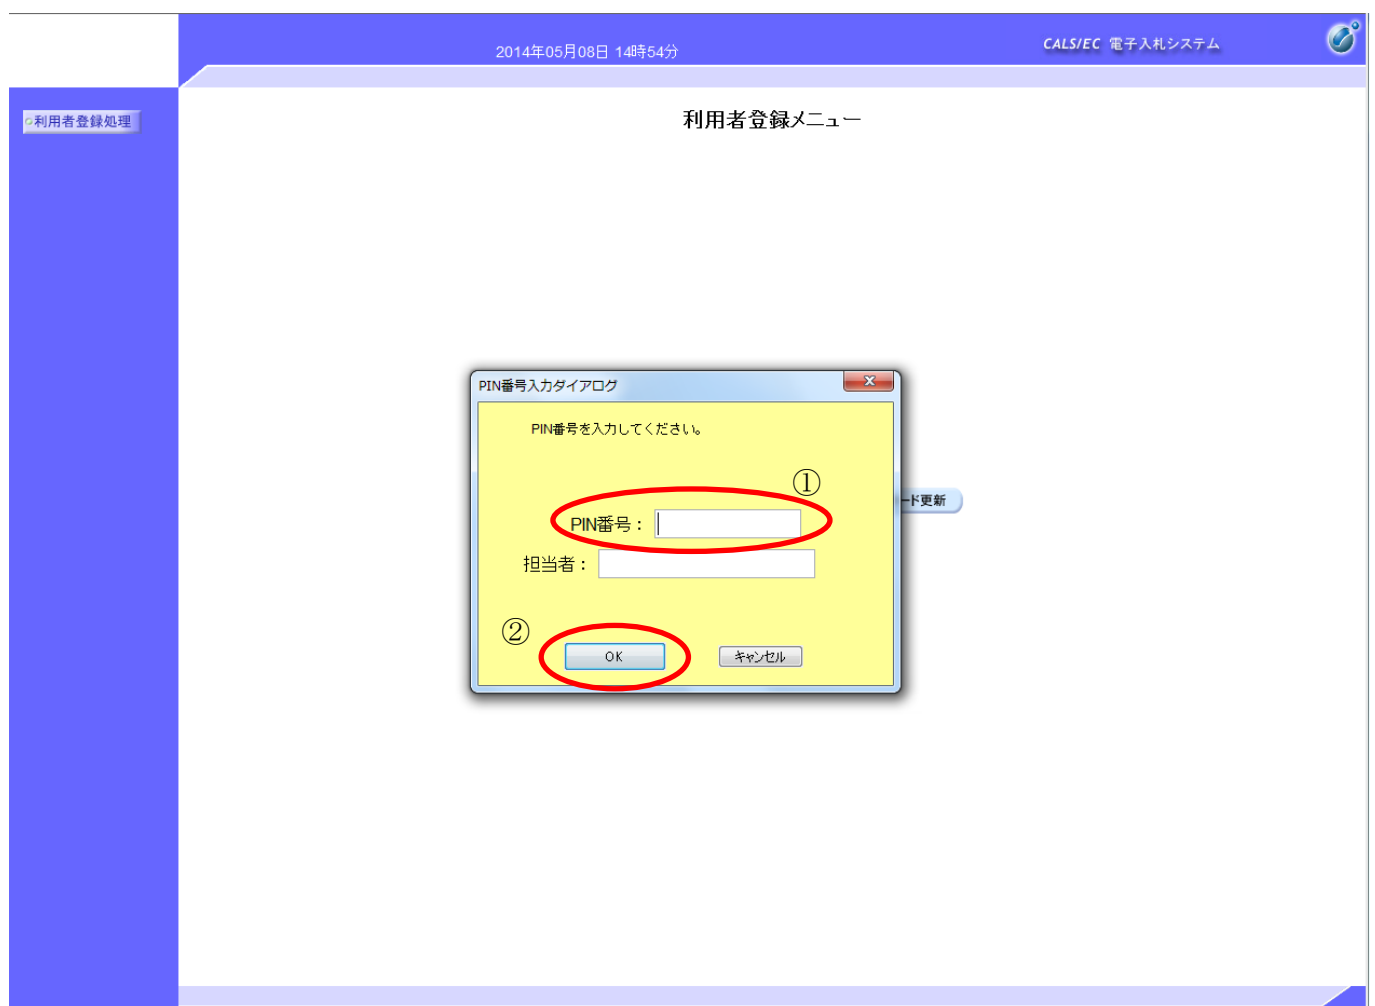 2014年05月08日 14時54分
CALS/EC 電子入札システム
利用者登録処理
利用者登録メニュー
PIN番号入力ダイアログ
PIN番号を入力してください。
①
PIN番号：
ード更新
担当者：
②
OK
キャンセル